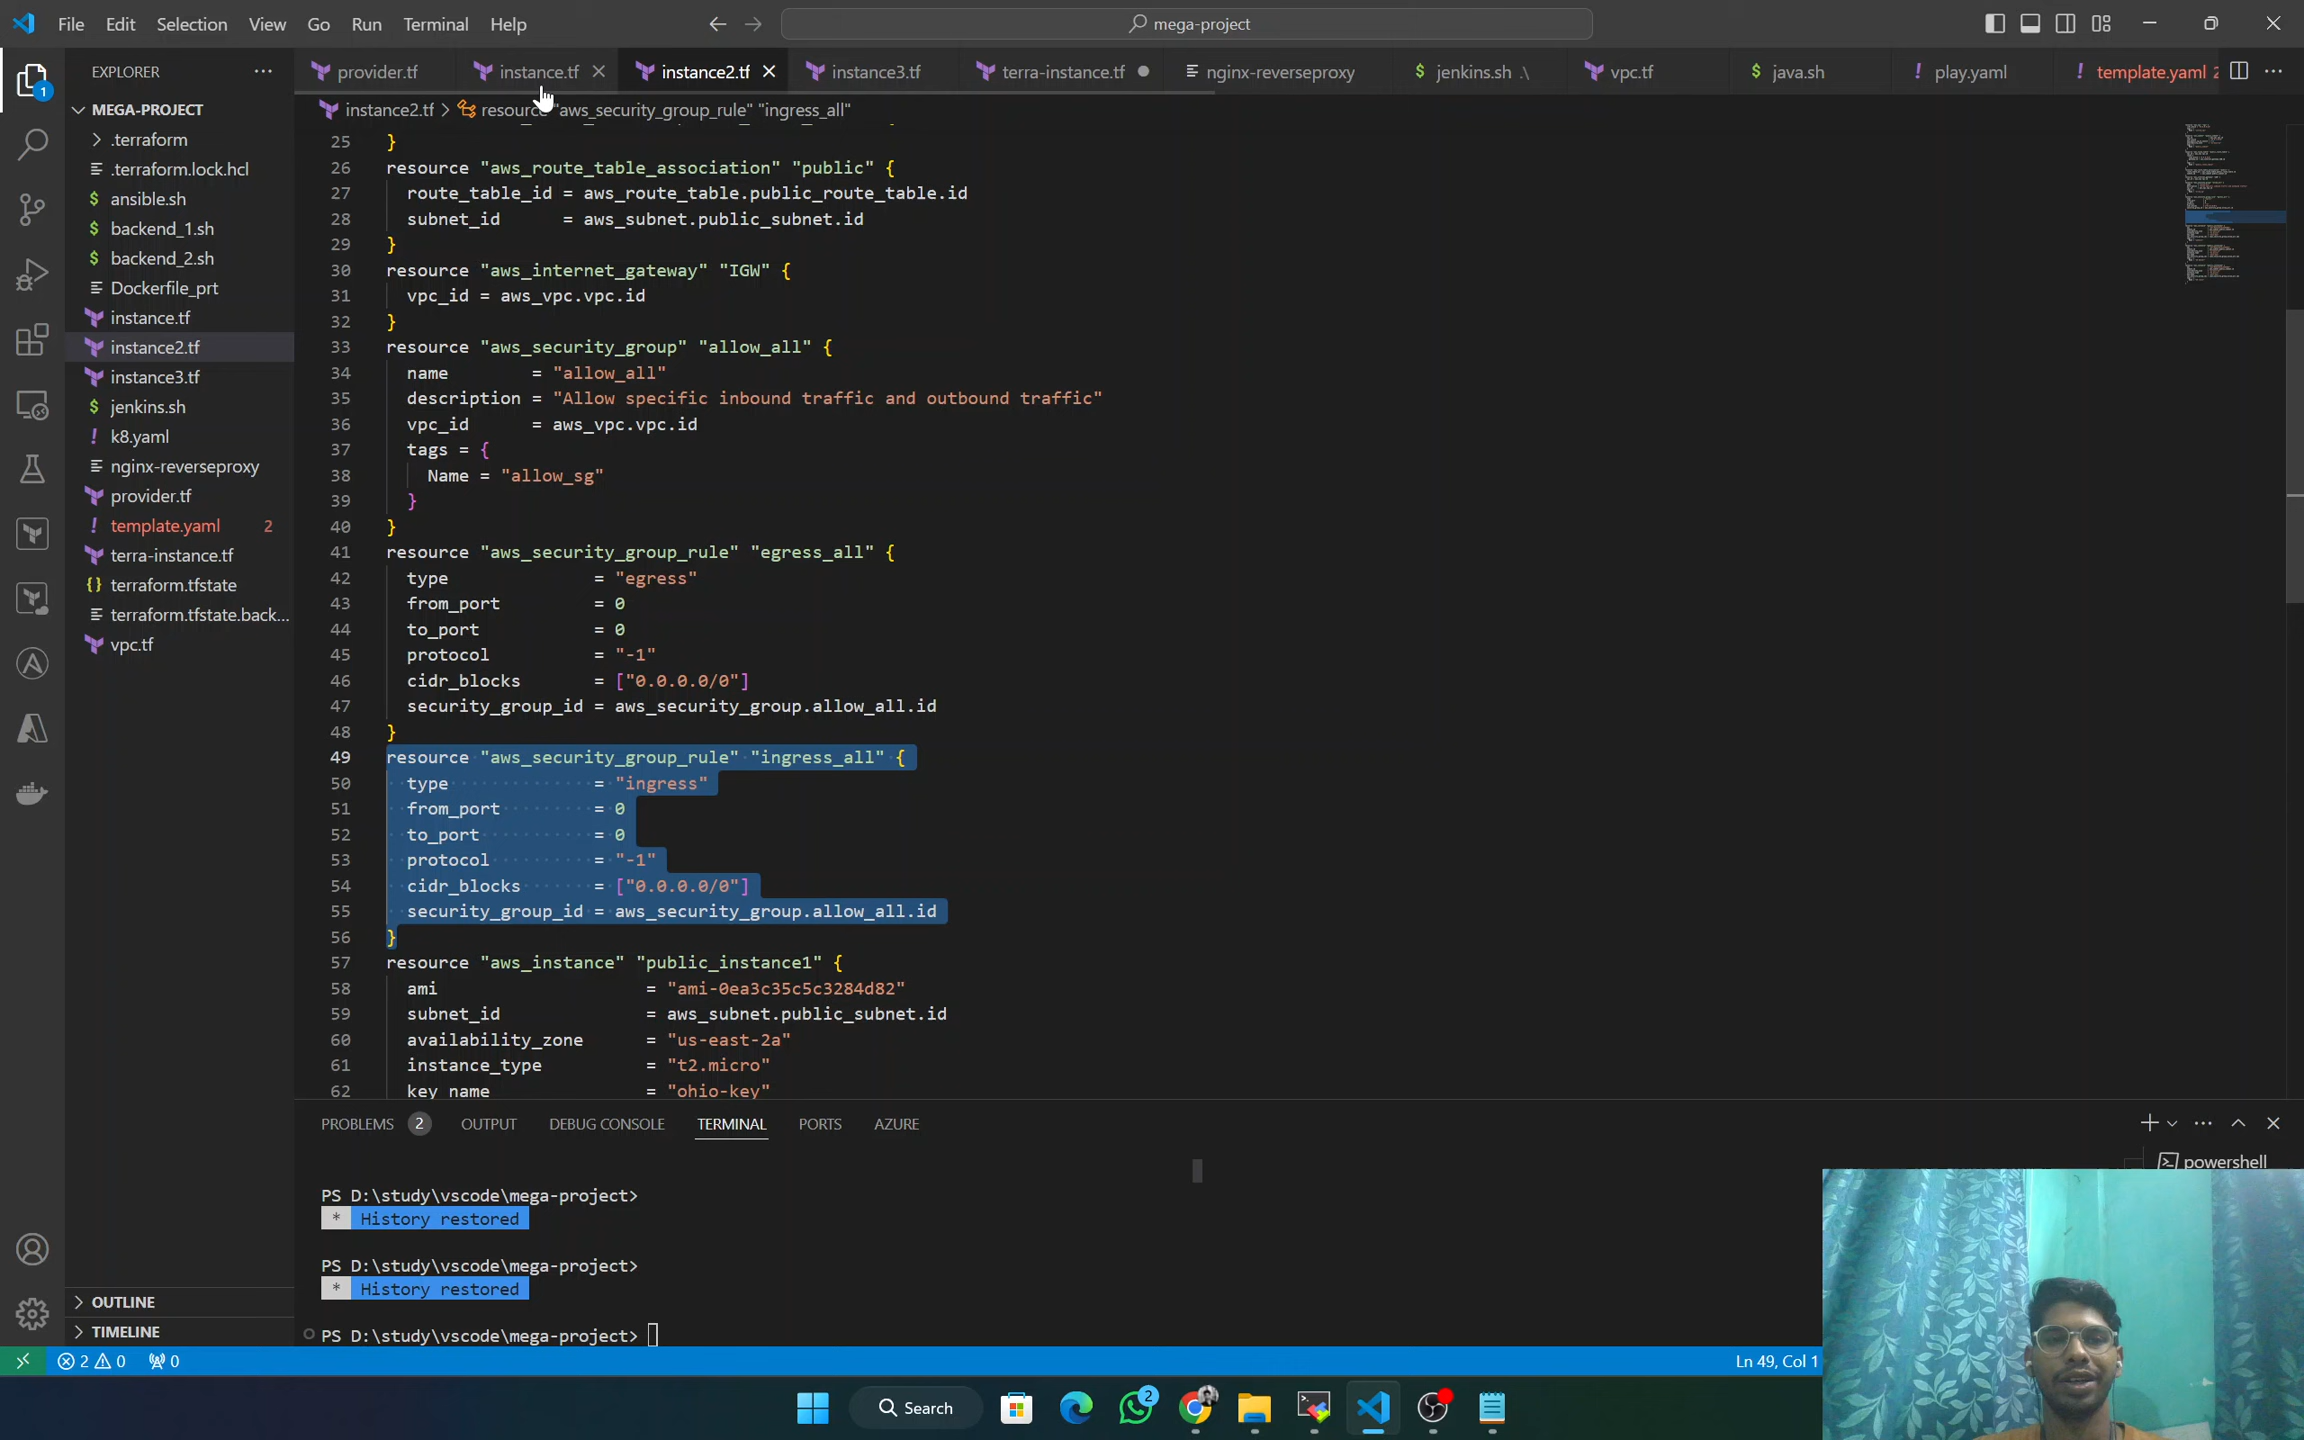 File Edit Selection View Go Run Terminal Help
mega-project
EXPLORER
provider.tf
instance.tf
instance2.tf
instance3.tf
terra-instance.tf
nginx-reverseproxy
jenkins.sh .\
vpc.tf
java.sh
play.yaml
template.yaml 2
instance2.tf > resource "aws_security_group_rule" "ingress_all"
1
MEGA-PROJECT
.terraform
.terraform.lock.hcl
ansible.sh
backend_1.sh
backend_2.sh
Dockerfile_prt
instance.tf
instance2.tf
instance3.tf
jenkins.sh
k8.yaml
nginx-reverseproxy
provider.tf
template.yaml 2
terra-instance.tf
terraform.tfstate
terraform.tfstate.back...
vpc.tf
OUTLINE
TIMELINE
25 }
26 resource "aws_route_table_association" "public" {
27 route_table_id = aws_route_table.public_route_table.id
28 subnet_id = aws_subnet.public_subnet.id
29 }
30 resource "aws_internet_gateway" "IGW" {
31 vpc_id = aws_vpc.vpc.id
32 }
33 resource "aws_security_group" "allow_all" {
34 name = "allow_all"
35 description = "Allow specific inbound traffic and outbound traffic"
36 vpc_id = aws_vpc.vpc.id
37 tags = {
38 Name = "allow_sg"
39 }
40 }
41 resource "aws_security_group_rule" "egress_all" {
42 type = "egress"
43 from_port = 0
44 to_port = 0
45 protocol = "-1"
46 cidr_blocks = ["0.0.0.0/0"]
47 security_group_id = aws_security_group.allow_all.id
48 }
49 resource "aws_security_group_rule" "ingress_all" {
50 type = "ingress"
51 from_port = 0
52 to_port = 0
53 protocol = "-1"
54 cidr_blocks = ["0.0.0.0/0"]
55 security_group_id = aws_security_group.allow_all.id
56 }
57 resource "aws_instance" "public_instance1" {
58 ami = "ami-0ea3c35c5c3284d82"
59 subnet_id = aws_subnet.public_subnet.id
60 availability_zone = "us-east-2a"
61 instance_type = "t2.micro"
62 key_name = "ohio-key"
PROBLEMS 2 OUTPUT DEBUG CONSOLE TERMINAL PORTS AZURE
powershell
PS D:\study\vscode\mega-project>
* History restored
PS D:\study\vscode\mega-project>
* History restored
PS D:\study\vscode\mega-project>
2 0 0
Ln 49, Col 1
Search
2